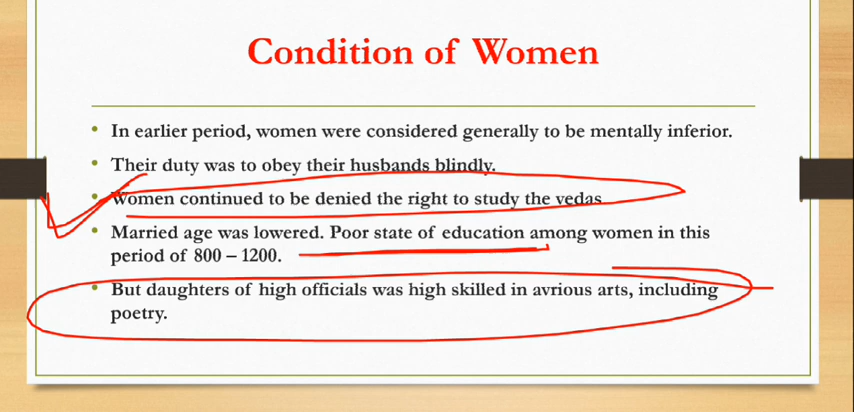 Condition of Women
• In earlier period, women were considered generally to be mentally inferior.
• Their duty was to obey their husbands blindly.
• Women continued to be denied the right to study the vedas
• Married age was lowered. Poor state of education among women in this
period of 800 – 1200.
• But daughters of high officials was high skilled in avrious arts, including
poetry.